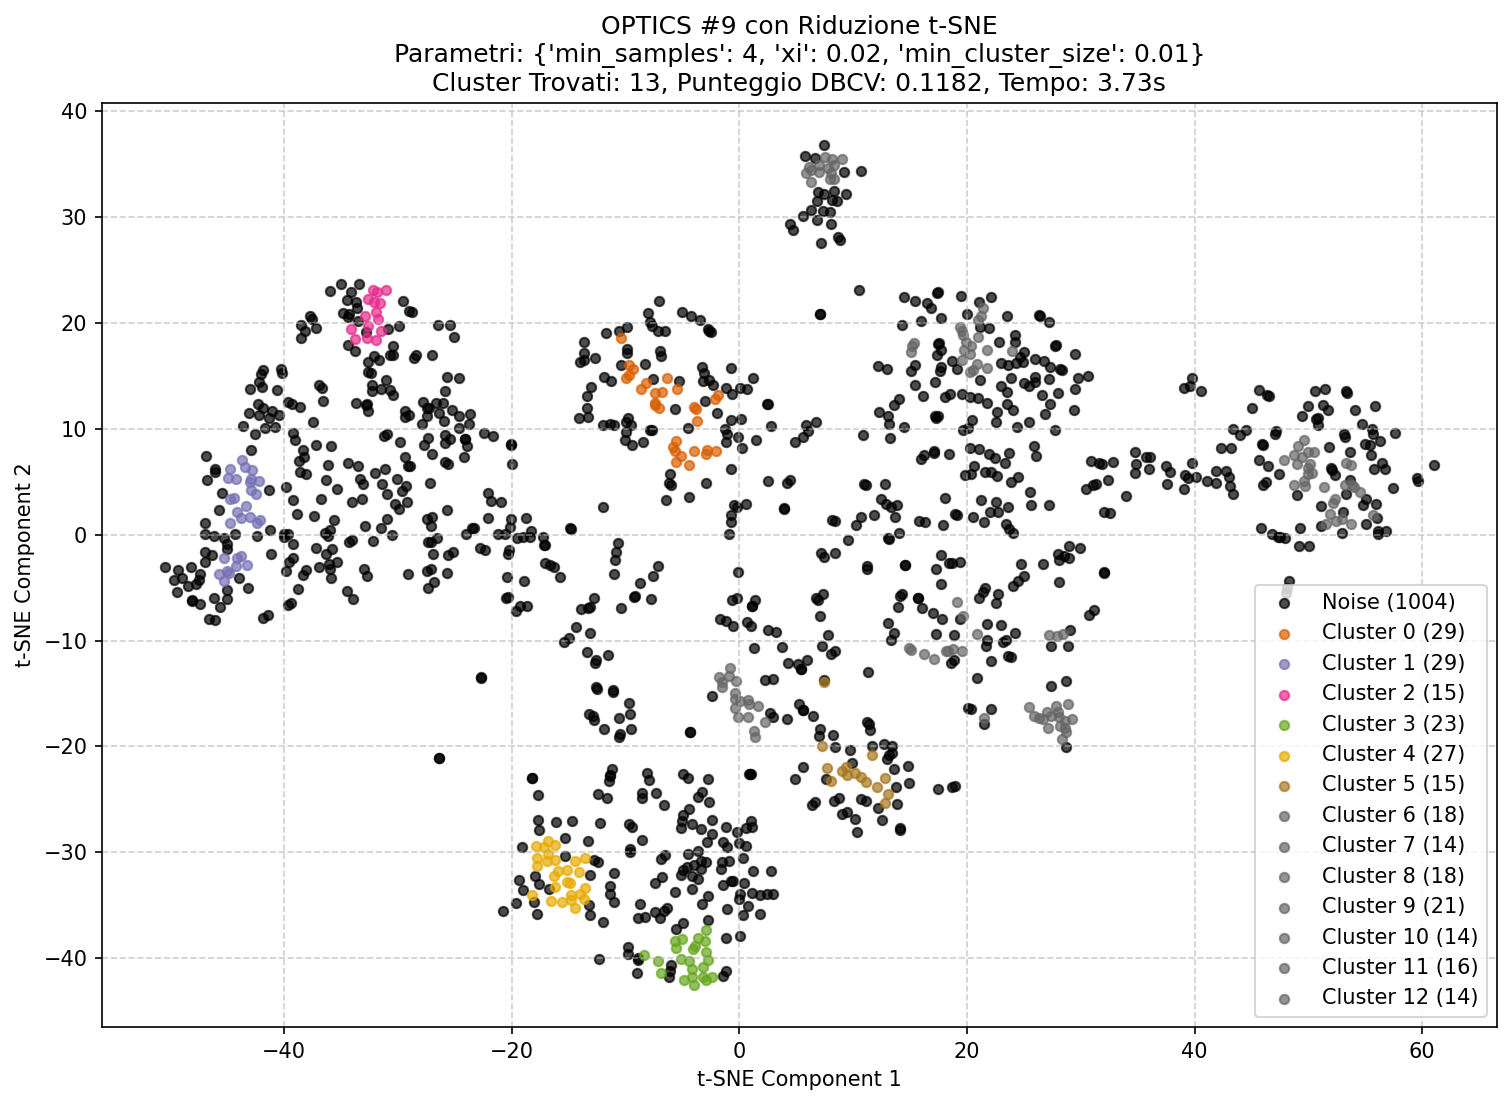 OPTICS #9 con Riduzione t-SNE
Parametri: {'min_samples': 4, 'xi': 0.02, 'min_cluster_size': 0.01}
Cluster Trovati: 13, Punteggio DBCV: 0.1182, Tempo: 3.73s
40
30
20
10
0
−10
−20
−30
−40
t-SNE Component 2
−40
−20
0
20
40
60
t-SNE Component 1
Noise (1004)
Cluster 0 (29)
Cluster 1 (29)
Cluster 2 (15)
Cluster 3 (23)
Cluster 4 (27)
Cluster 5 (15)
Cluster 6 (18)
Cluster 7 (14)
Cluster 8 (18)
Cluster 9 (21)
Cluster 10 (14)
Cluster 11 (16)
Cluster 12 (14)